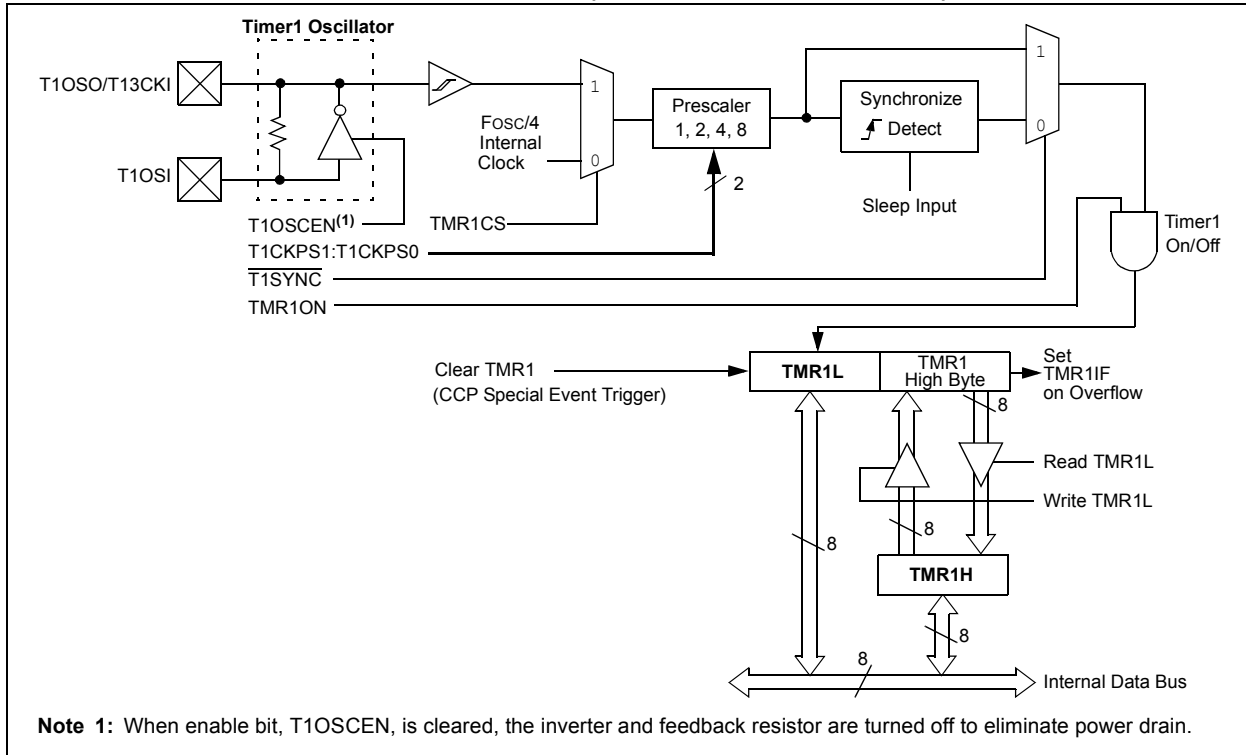 Timer1 Oscillator
T1OSO/T13CKI
T1OSI
1
FOSC/4
Internal
Clock
0
Prescaler
1, 2, 4, 8
2
Synchronize
Detect
1
0
Sleep Input
T1OSCEN(1)
TMR1CS
T1CKPS1:T1CKPS0
T1SYNC
TMR1ON
Timer1
On/Off
Clear TMR1
(CCP Special Event Trigger)
TMR1L
TMR1
High Byte
Set
TMR1IF
on Overflow
8
Read TMR1L
Write TMR1L
8
8
TMR1H
8
8
Internal Data Bus
Note 1: When enable bit, T1OSCEN, is cleared, the inverter and feedback resistor are turned off to eliminate power drain.